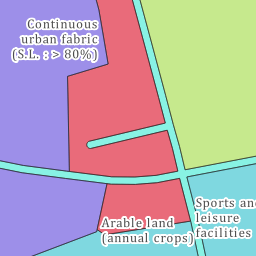 Continuous
urban fabric
(S.L. : > 80%)
Arable land
(annual crops)
Sports and
leisure
facilities